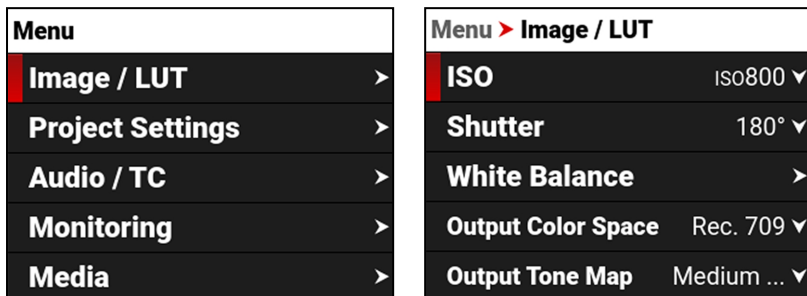 Menu
Image / LUT
Project Settings
Audio / TC
Monitoring
Media
Menu > Image / LUT
ISO ISO800
Shutter 180°
White Balance
Output Color Space Rec. 709
Output Tone Map Medium ...